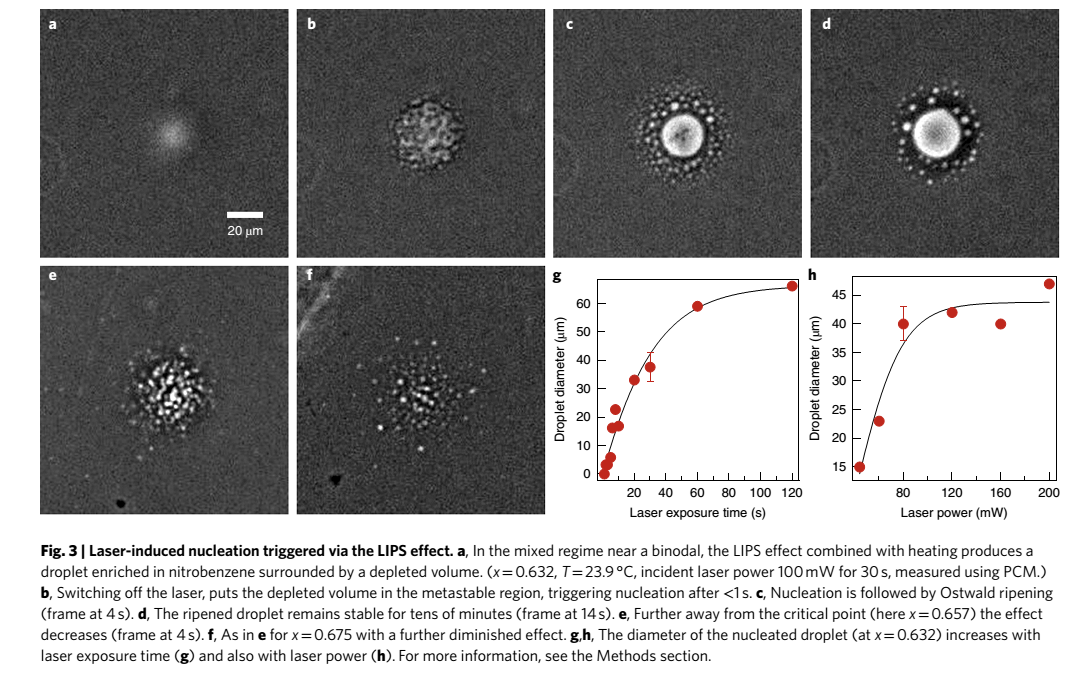 a
b
c
d
20 μm
e
f
g
Droplet diameter (μm)
60
50
40
30
20
10
0
20 40 60 80 100 120
Laser exposure time (s)
h
Droplet diameter (μm)
45
40
35
30
25
20
15
80 120 160 200
Laser power (mW)
Fig. 3 | Laser-induced nucleation triggered via the LIPS effect. a, In the mixed regime near a binodal, the LIPS effect combined with heating produces a
droplet enriched in nitrobenzene surrounded by a depleted volume. (x = 0.632, T = 23.9 °C, incident laser power 100 mW for 30 s, measured using PCM.)
b, Switching off the laser, puts the depleted volume in the metastable region, triggering nucleation after <1 s. c, Nucleation is followed by Ostwald ripening
(frame at 4 s). d, The ripened droplet remains stable for tens of minutes (frame at 14 s). e, Further away from the critical point (here x = 0.657) the effect
decreases (frame at 4 s). f, As in e for x = 0.675 with a further diminished effect. g,h, The diameter of the nucleated droplet (at x = 0.632) increases with
laser exposure time (g) and also with laser power (h). For more information, see the Methods section.